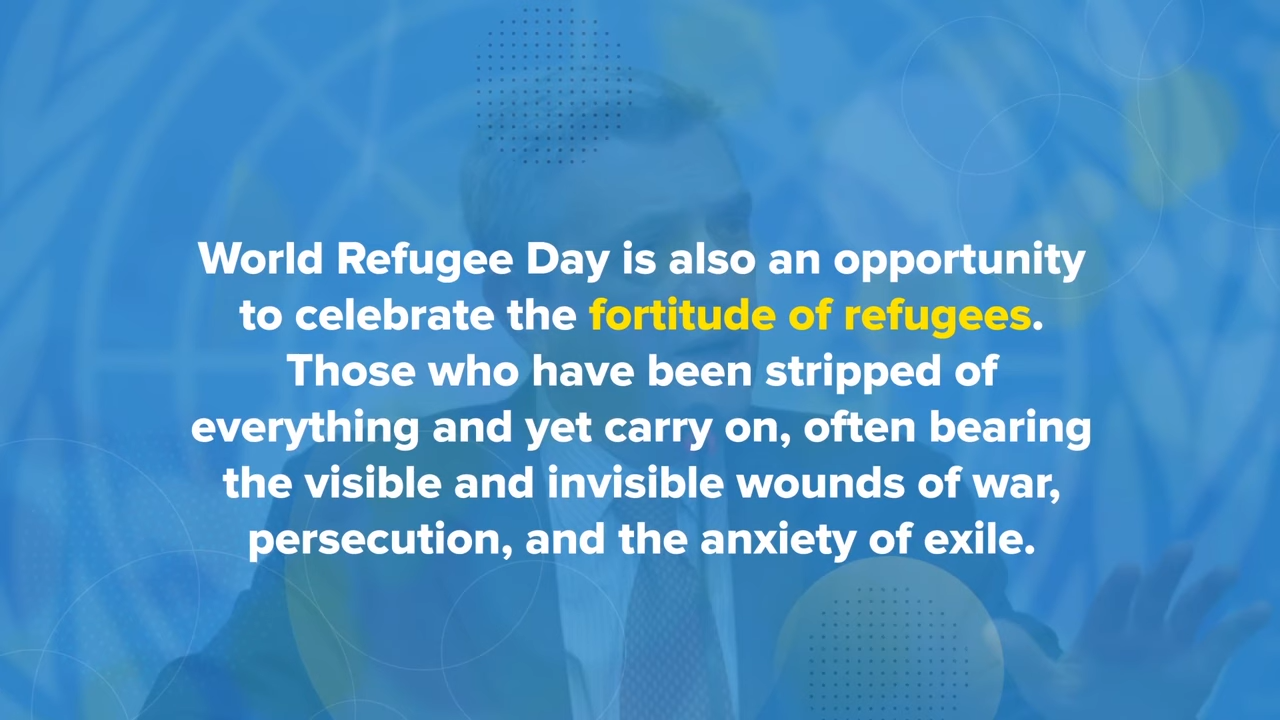 World Refugee Day is also an opportunity
to celebrate the fortitude of refugees.
Those who have been stripped of
everything and yet carry on, often bearing
the visible and invisible wounds of war,
persecution, and the anxiety of exile.